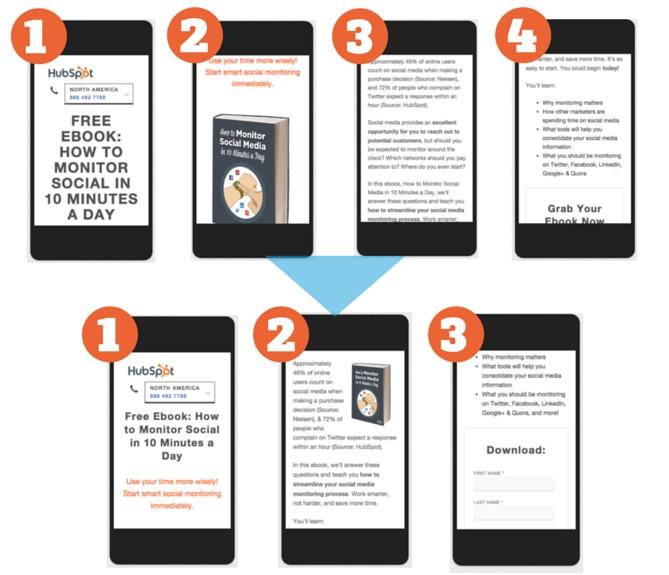 1
HubSpot
NORTH AMERICA
888 482 7768
FREE
EBOOK:
HOW TO
MONITOR
SOCIAL IN
10 MINUTES
A DAY
2
Use your time more wisely!
Start smart social monitoring
immediately.
How to Monitor
Social Media
in 10 Minutes a Day
3
Approximately 46% of online users
count on social media when making a
purchase decision (Source: Nielsen),
and 72% of people who complain on
Twitter expect a response within an
hour (Source: HubSpot).
Social media provides an excellent
opportunity for you to reach out to
potential customers, but should you
be expected to monitor around the
clock? Which networks should you pay
attention to? Where do you even start?
In this ebook, How to Monitor Social
Media in 10 Minutes a Day, we'll
answer these questions and teach you
how to streamline your social media
monitoring process. Work smarter,
4
harder, and save more time. It's so
easy to start. You could begin today!
You'll learn:
• Why monitoring matters
• How other marketers are
spending time on social media
• What tools will help you
consolidate your social media
information
• What you should be monitoring
on Twitter, Facebook, LinkedIn,
Google+ & Quora
Grab Your
Ebook Now
1
HubSpot
NORTH AMERICA
888 482 7768
Free Ebook: How
to Monitor Social
in 10 Minutes a
Day
Use your time more wisely!
Start smart social monitoring
immediately.
2
Approximately
46% of online
users count on
social media when
making a purchase
decision (Source:
Nielsen), & 72% of
people who
complain on Twitter expect a response
within an hour (Source: HubSpot).
How to Monitor
Social Media
in 10 Minutes a Day
In this ebook, we'll answer these
questions and teach you how to
streamline your social media
monitoring process. Work smarter,
not harder, and save more time.
You'll learn:
3
• Why monitoring matters
• What tools will help you
consolidate your social media
information
• What you should be monitoring
on Twitter, Facebook, LinkedIn,
Google+ & Quora, and more!
Download:
FIRST NAME *
LAST NAME *